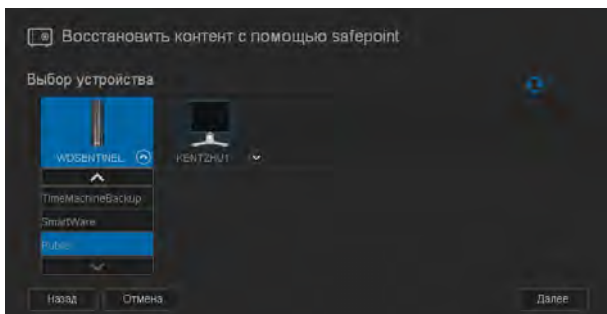 Восстановить контент с помощью safepoint
Выбор устройства
WDSENTINEL KENTZHU1
TimeMachineBackup
SmartWare
Public
Назад Отмена Далее